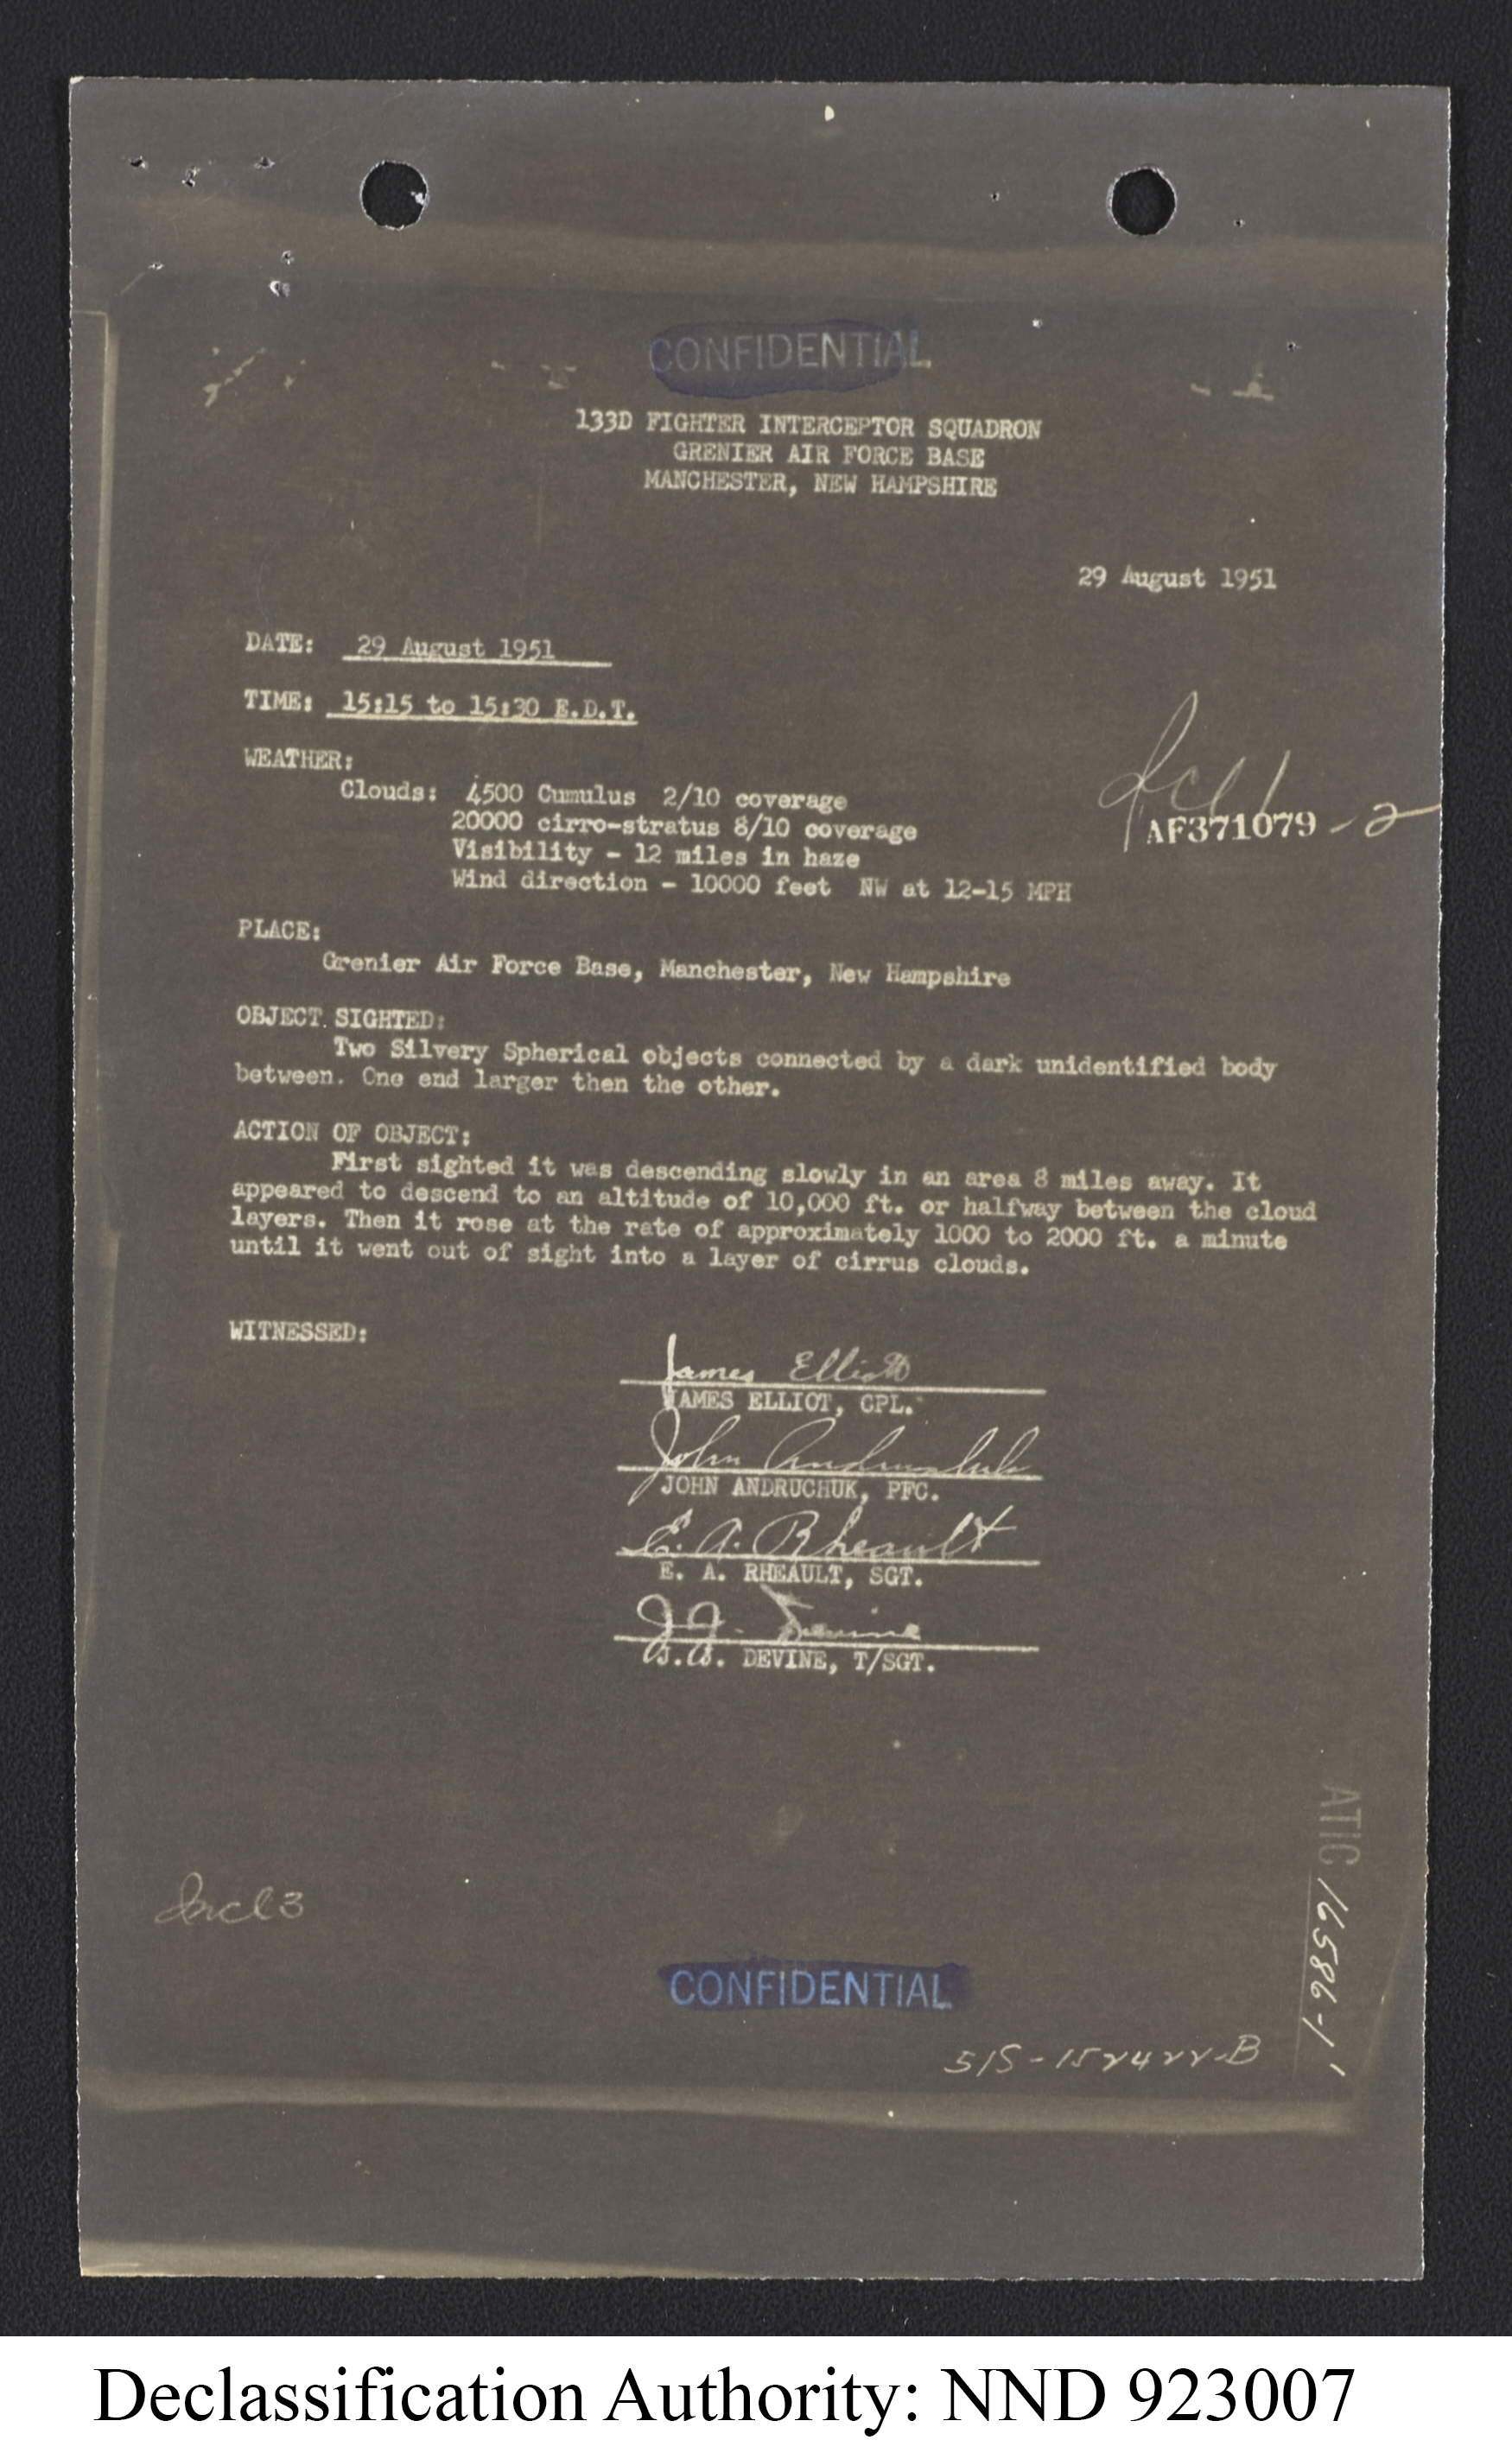 CONFIDENTIAL
133D FIGHTER INTERCEPTOR SQUADRON
GRENIER AIR FORCE BASE
MANCHESTER, NEW HAMPSHIRE
29 August 1951
DATE: 29 August 1951
TIME: 15:15 to 15:30 E.D.T.
WEATHER:
Clouds: 4500 Cumulus 2/10 coverage
20000 cirro-stratus 8/10 coverage
Visibility - 12 miles in haze
Wind direction - 10000 feet NW at 12-15 MPH
AF371079 - 2
PLACE:
Grenier Air Force Base, Manchester, New Hampshire
OBJECT SIGHTED:
Two Silvery Spherical objects connected by a dark unidentified body
between. One end larger then the other.
ACTION OF OBJECT:
First sighted it was descending slowly in an area 8 miles away. It
appeared to descend to an altitude of 10,000 ft. or halfway between the cloud
layers. Then it rose at the rate of approximately 1000 to 2000 ft. a minute
until it went out of sight into a layer of cirrus clouds.
WITNESSED:
James Elliott
JAMES ELLIOT, CPL.
John Andruchuk
JOHN ANDRUCHUK, PFC.
E. A. Rheault
E. A. RHEAULT, SGT.
J.J. Devine
DEVINE, T/SGT.
Incl 3
ATIC 16586-1
CONFIDENTIAL
515-152422-B
Declassification Authority: NND 923007